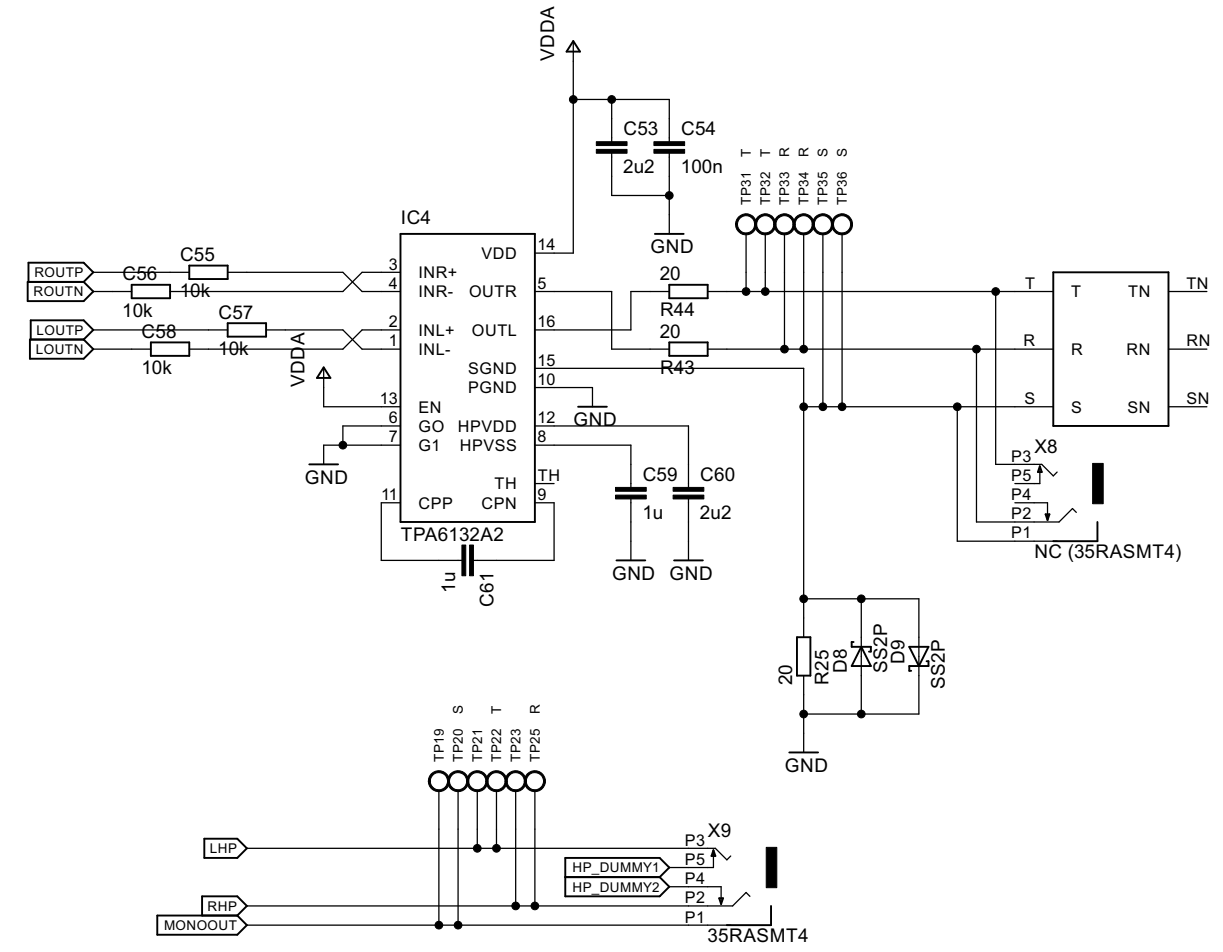 VDDA
C53
C54
2u2
100n
GND
TP31 T
TP32 T
TP33 R
TP34 R
TP35 S
TP36 S
IC4
ROUTP
ROUTN
LOUTP
LOUTN
C55
C56
10k
10k
C57
C58
10k
10k
VDDA
3 INR+
4 INR-
2 INL+
1 INL-
13 EN
6 GO
7 G1
11 CPP
VDD 14
OUTR 5
OUTL 16
SGND 15
PGND 10
HPVDD 12
HPVSS 8
TH TH
CPN 9
TPA6132A2
GND
GND
1u
C61
20
R44
20
R43
C59
C60
1u
2u2
GND
GND
T T TN TN
R R RN RN
S S SN SN
X8
P3
P5
P4
P2
P1
NC (35RASMT4)
20
R25
D8
SS2P
D9
SS2P
GND
TP19
TP20 S
TP21
TP22 T
TP23
TP25 R
LHP
RHP
MONOOUT
HP_DUMMY1
HP_DUMMY2
X9
P3
P5
P4
P2
P1
35RASMT4